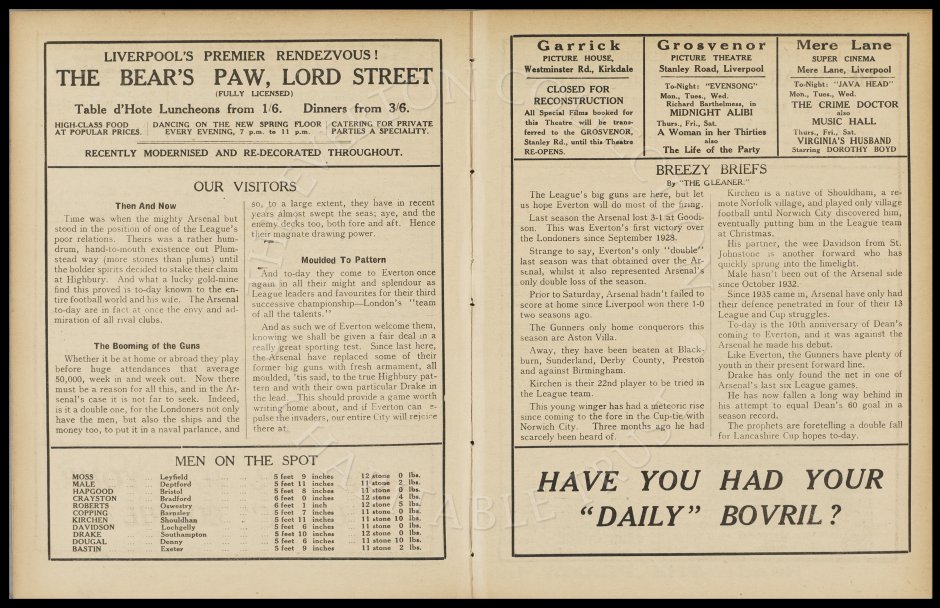 LIVERPOOL'S PREMIER RENDEZVOUS !
THE BEAR'S PAW, LORD STREET
(FULLY LICENSED)
Table d'Hote Luncheons from 1/6. Dinners from 3/6.
HIGH-CLASS FOOD
AT POPULAR PRICES.
DANCING ON THE NEW SPRING FLOOR
EVERY EVENING, 7 p.m. to 11 p.m.
CATERING FOR PRIVATE
PARTIES A SPECIALITY.
RECENTLY MODERNISED AND RE-DECORATED THROUGHOUT.
OUR VISITORS
Then And Now
Time was when the mighty Arsenal but
stood in the position of one of the League's
poor relations. Theirs was a rather hum-
drum, hand-to-mouth existence out Plum-
stead way (more stones than plums) until
the bolder spirits decided to stake their claim
at Highbury. And what a lucky gold-mine
find this proved is to-day known to the en-
tire football world and his wife. The Arsenal
to-day are in fact at once the envy and ad-
miration of all rival clubs.
The Booming of the Guns
Whether it be at home or abroad they play
before huge attendances that average
50,000, week in and week out. Now there
must be a reason for all this, and in the Ar-
senal's case it is not far to seek. Indeed,
is it a double one, for the Londoners not only
have the men, but also the ships and the
money too, to put it in a naval parlance, and
so, to a large extent, they have in recent
years almost swept the seas; aye, and the
enemy decks too, both fore and aft. Hence
their magnate drawing power.
Moulded To Pattern
And to-day they come to Everton once
again in all their might and splendour as
League leaders and favourites for their third
successive championship—London's "team
of all the talents."
And as such we of Everton welcome them,
knowing we shall be given a fair deal in a
really great sporting test. Since last here,
the Arsenal have replaced some of their
former big guns with fresh armament, all
moulded, 'tis said, to the true Highbury pat-
tern and with their own particular Drake in
the lead. This should provide a game worth
writing home about, and if Everton can e-
pulse the invaders, our entire City will rejoice
there at.
MEN ON THE SPOT
MOSS Leyfield 5 feet 9 inches 12 stone 0 lbs.
MALE Deptford 5 feet 11 inches 12 stone 2 lbs.
HAPGOOD Bristol 5 feet 8 inches 11 stone 0 lbs.
CRAYSTON Bradford 6 feet 0 inches 12 stone 4 lbs.
ROBERTS Oswestry 6 feet 1 inch 12 stone 5 lbs.
COPPING Barnsley 5 feet 7 inches 11 stone 0 lbs.
KIRCHEN Shouldham 5 feet 11 inches 11 stone 10 lbs.
DAVIDSON Lochgelly 5 feet 6 inches 11 stone 0 lbs.
DRAKE Southampton 5 feet 10 inches 12 stone 0 lbs.
DOUGAL Denny 5 feet 6 inches 11 stone 10 lbs.
BASTIN Exeter 5 feet 9 inches 11 stone 2 lbs.
Garrick
PICTURE HOUSE,
Westminster Rd., Kirkdale
CLOSED FOR
RECONSTRUCTION
All Special Films booked for
this Theatre will be trans-
ferred to the GROSVENOR,
Stanley Rd., until this Theatre
RE-OPENS.
Grosvenor
PICTURE THEATRE
Stanley Road, Liverpool
To-Night: "EVENSONG"
Mon., Tues., Wed.
Richard Barthelmess, in
MIDNIGHT ALIBI
Thurs., Fri., Sat.
A Woman in her Thirties
also
The Life of the Party
Mere Lane
SUPER CINEMA
Mere Lane, Liverpool
To-Night: "JAVA HEAD"
Mon., Tues., Wed.
THE CRIME DOCTOR
also
MUSIC HALL
Thurs., Fri., Sat.
VIRGINIA'S HUSBAND
Starring DOROTHY BOYD
BREEZY BRIEFS
By "THE GLEANER."
The League's big guns are here, but let
us hope Everton will do most of the firing.
Last season the Arsenal lost 3-1 at Goodi-
son. This was Everton's first victory over
the Londoners since September 1928.
Strange to say, Everton's only "double"
last season was that obtained over the Ar-
senal, whilst it also represented Arsenal's
only double loss of the season.
Prior to Saturday, Arsenal hadn't failed to
score at home since Liverpool won there 1-0
two seasons ago.
The Gunners only home conquerors this
season are Aston Villa.
Away, they have been beaten at Black-
burn, Sunderland, Derby County, Preston
and against Birmingham.
Kirchen is their 22nd player to be tried in
the League team.
This young winger has had a meteoric rise
since coming to the fore in the Cup-tie with
Norwich City. Three months ago he had
scarcely been heard of.
Kirchen is a native of Shouldham, a re-
mote Norfolk village, and played only village
football until Norwich City discovered him,
eventually putting him in the League team
at Christmas.
His partner, the wee Davidson from St.
Johnstone is another forward who has
quickly sprung into the limelight.
Male hasn't been out of the Arsenal side
since October 1932.
Since 1935 came in, Arsenal have only had
their defence penetrated in four of their 13
League and Cup struggles.
To-day is the 10th anniversary of Dean's
coming to Everton, and it was against the
Arsenal he made his debut.
Like Everton, the Gunners have plenty of
youth in their present forward line.
Drake has only found the net in one of
Arsenal's last six League games.
He has now fallen a long way behind in
his attempt to equal Dean's 60 goal in a
season record.
The prophets are foretelling a double fall
for Lancashire Cup hopes to-day.
HAVE YOU HAD YOUR
"DAILY" BOVRIL ?